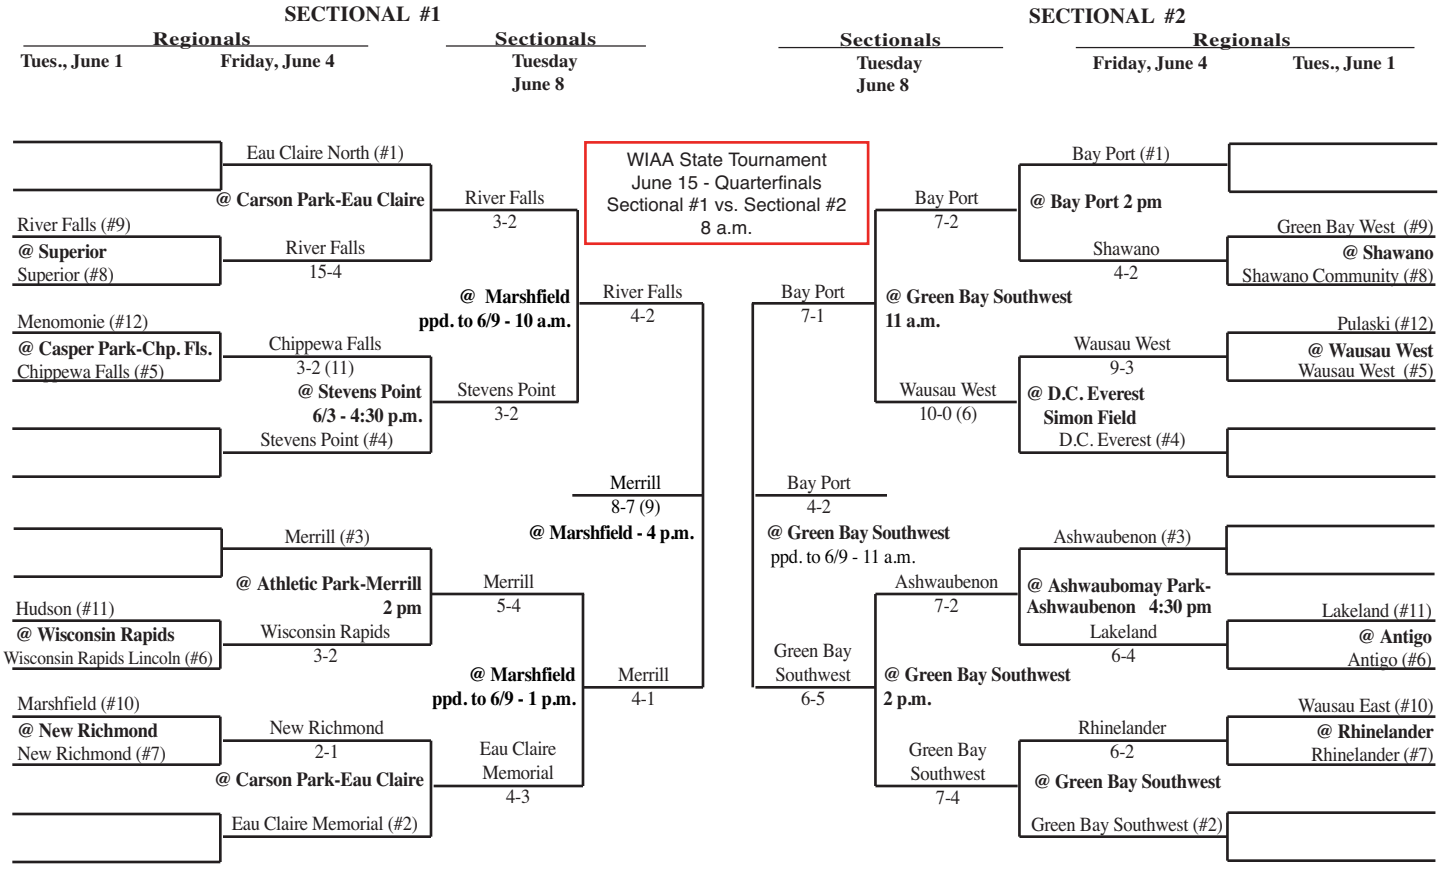 SECTIONAL #1
SECTIONAL #2
Regionals
Sectionals
Sectionals
Regionals
Tues., June 1
Friday, June 4
Tuesday
June 8
Tuesday
June 8
Friday, June 4
Tues., June 1
WIAA State Tournament
June 15 - Quarterfinals
Sectional #1 vs. Sectional #2
8 a.m.
Eau Claire North (#1)
@ Carson Park-Eau Claire
River Falls (#9)
@ Superior
Superior (#8)
River Falls
15-4
River Falls
3-2
@ Marshfield
ppd. to 6/9 - 10 a.m.
River Falls
4-2
Menomonie (#12)
@ Casper Park-Chp. Fls.
Chippewa Falls (#5)
Chippewa Falls
3-2 (11)
@ Stevens Point
6/3 - 4:30 p.m.
Stevens Point (#4)
Stevens Point
3-2
Merrill
8-7 (9)
@ Marshfield - 4 p.m.
Merrill (#3)
@ Athletic Park-Merrill
2 pm
Hudson (#11)
@ Wisconsin Rapids
Wisconsin Rapids Lincoln (#6)
Wisconsin Rapids
3-2
Merrill
5-4
@ Marshfield
ppd. to 6/9 - 1 p.m.
Merrill
4-1
Marshfield (#10)
@ New Richmond
New Richmond (#7)
New Richmond
2-1
@ Carson Park-Eau Claire
Eau Claire Memorial (#2)
Eau Claire
Memorial
4-3
Bay Port (#1)
@ Bay Port 2 pm
Green Bay West (#9)
@ Shawano
Shawano Community (#8)
Shawano
4-2
Bay Port
7-2
Bay Port
7-1
@ Green Bay Southwest
11 a.m.
Pulaski (#12)
@ Wausau West
Wausau West (#5)
Wausau West
9-3
@ D.C. Everest
Simon Field
D.C. Everest (#4)
Wausau West
10-0 (6)
Bay Port
4-2
@ Green Bay Southwest
ppd. to 6/9 - 11 a.m.
Ashwaubenon (#3)
@ Ashwaubomay Park-
Ashwaubenon 4:30 pm
Lakeland (#11)
@ Antigo
Antigo (#6)
Lakeland
6-4
Ashwaubenon
7-2
Green Bay
Southwest
6-5
@ Green Bay Southwest
2 p.m.
Wausau East (#10)
@ Rhinelander
Rhinelander (#7)
Rhinelander
6-2
@ Green Bay Southwest
Green Bay Southwest (#2)
Green Bay
Southwest
7-4